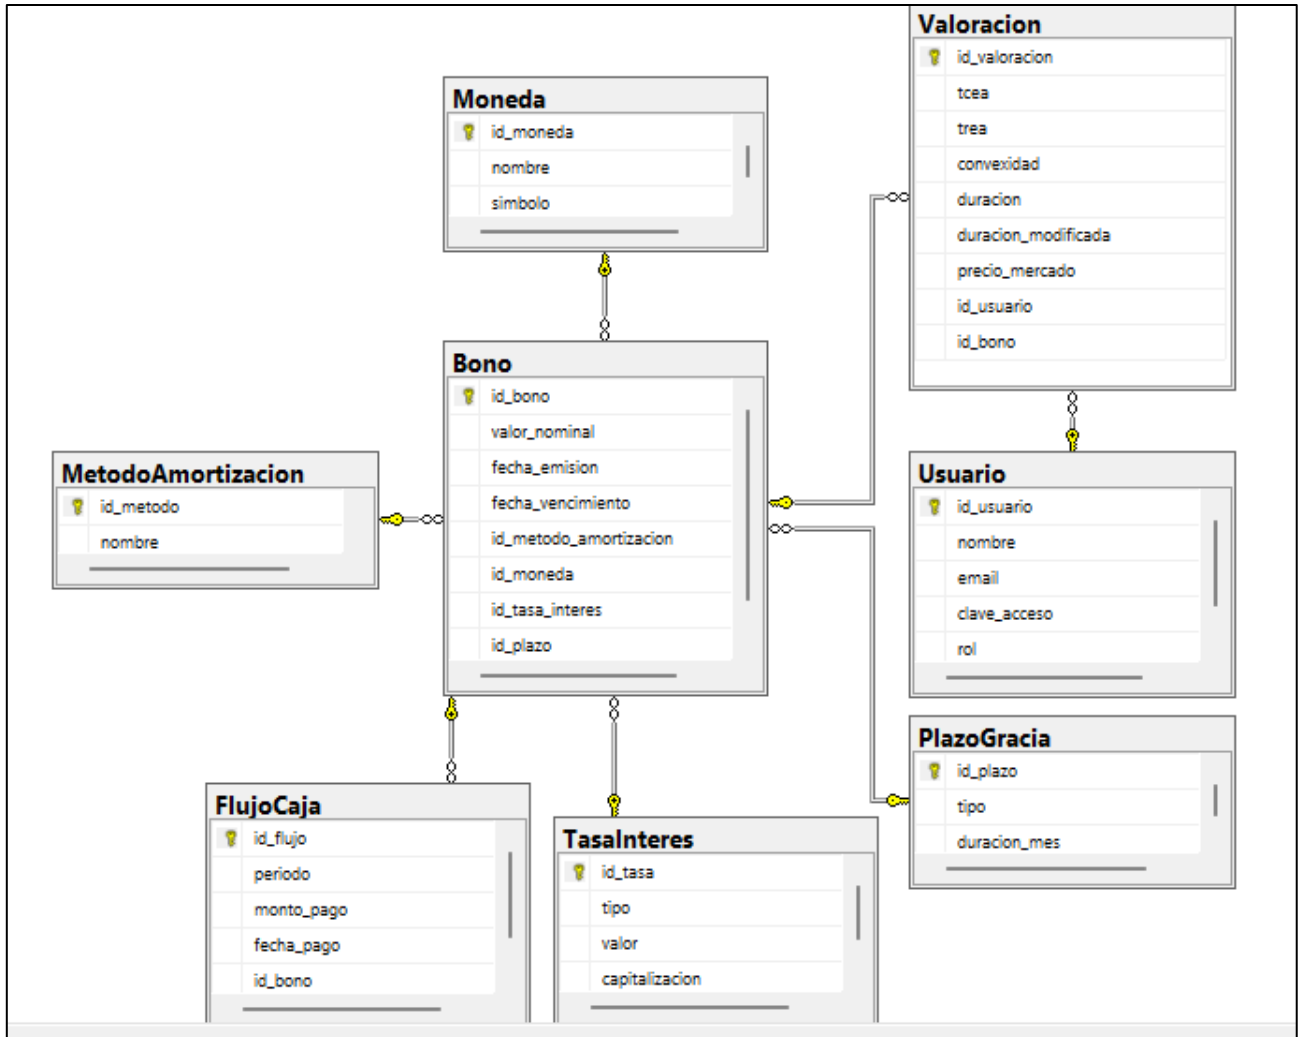 Valoracion
id_valoracion
tcea
trea
convexidad
duracion
duracion_modificada
precio_mercado
id_usuario
id_bono
Moneda
id_moneda
nombre
simbolo
Bono
id_bono
valor_nominal
fecha_emision
fecha_vencimiento
id_metodo_amortizacion
id_moneda
id_tasa_interes
id_plazo
MetodoAmortizacion
id_metodo
nombre
Usuario
id_usuario
nombre
email
clave_acceso
rol
PlazoGracia
id_plazo
tipo
duracion_mes
FlujoCaja
id_flujo
periodo
monto_pago
fecha_pago
id_bono
TasaInteres
id_tasa
tipo
valor
capitalizacion